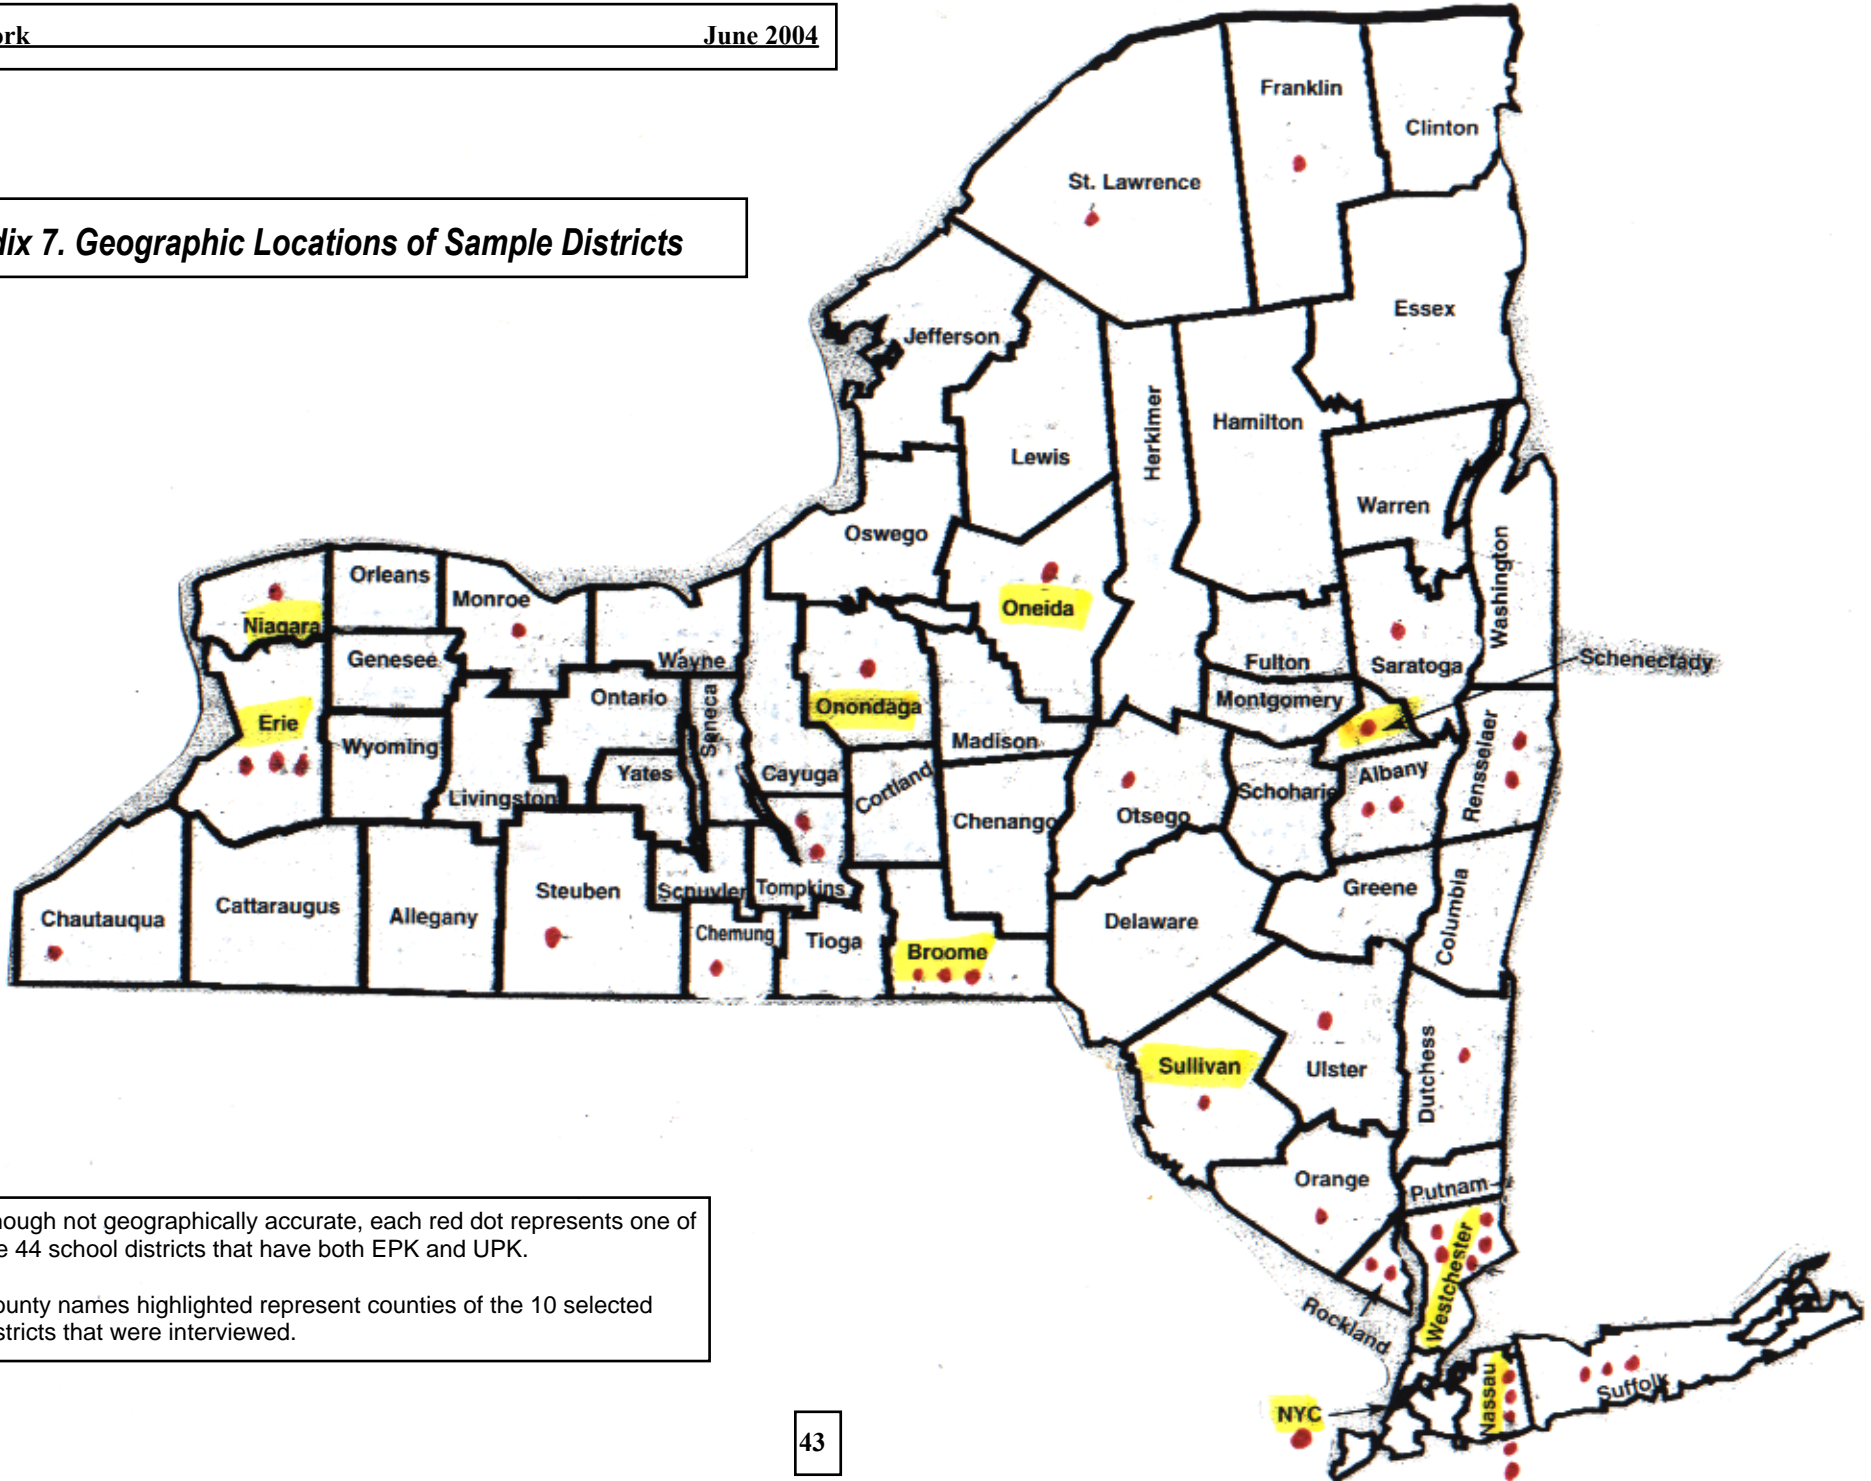 ork June 2004
dix 7. Geographic Locations of Sample Districts
Franklin
Clinton
St. Lawrence
Essex
Jefferson
Herkimer
Hamilton
Lewis
Warren
Oswego
Washington
Orleans
Monroe
Oneida
Niagara
Genesee
Wayne
Fulton
Saratoga
Schenectady
Ontario
Seneca
Onondaga
Montgomery
Erie
Wyoming
Madison
Rensselaer
Yates
Cayuga
Cortland
Albany
Livingston
Schoharie
Chenango
Otsego
Steuben
Schuyler
Tompkins
Greene
Columbia
Chautauqua
Cattaraugus
Allegany
Chemung
Tioga
Broome
Delaware
Sullivan
Ulster
Dutchess
Orange
Putnam
Westchester
Rockland
Nassau
Suffolk
NYC
hough not geographically accurate, each red dot represents one of
e 44 school districts that have both EPK and UPK.
ounty names highlighted represent counties of the 10 selected
stricts that were interviewed.
43